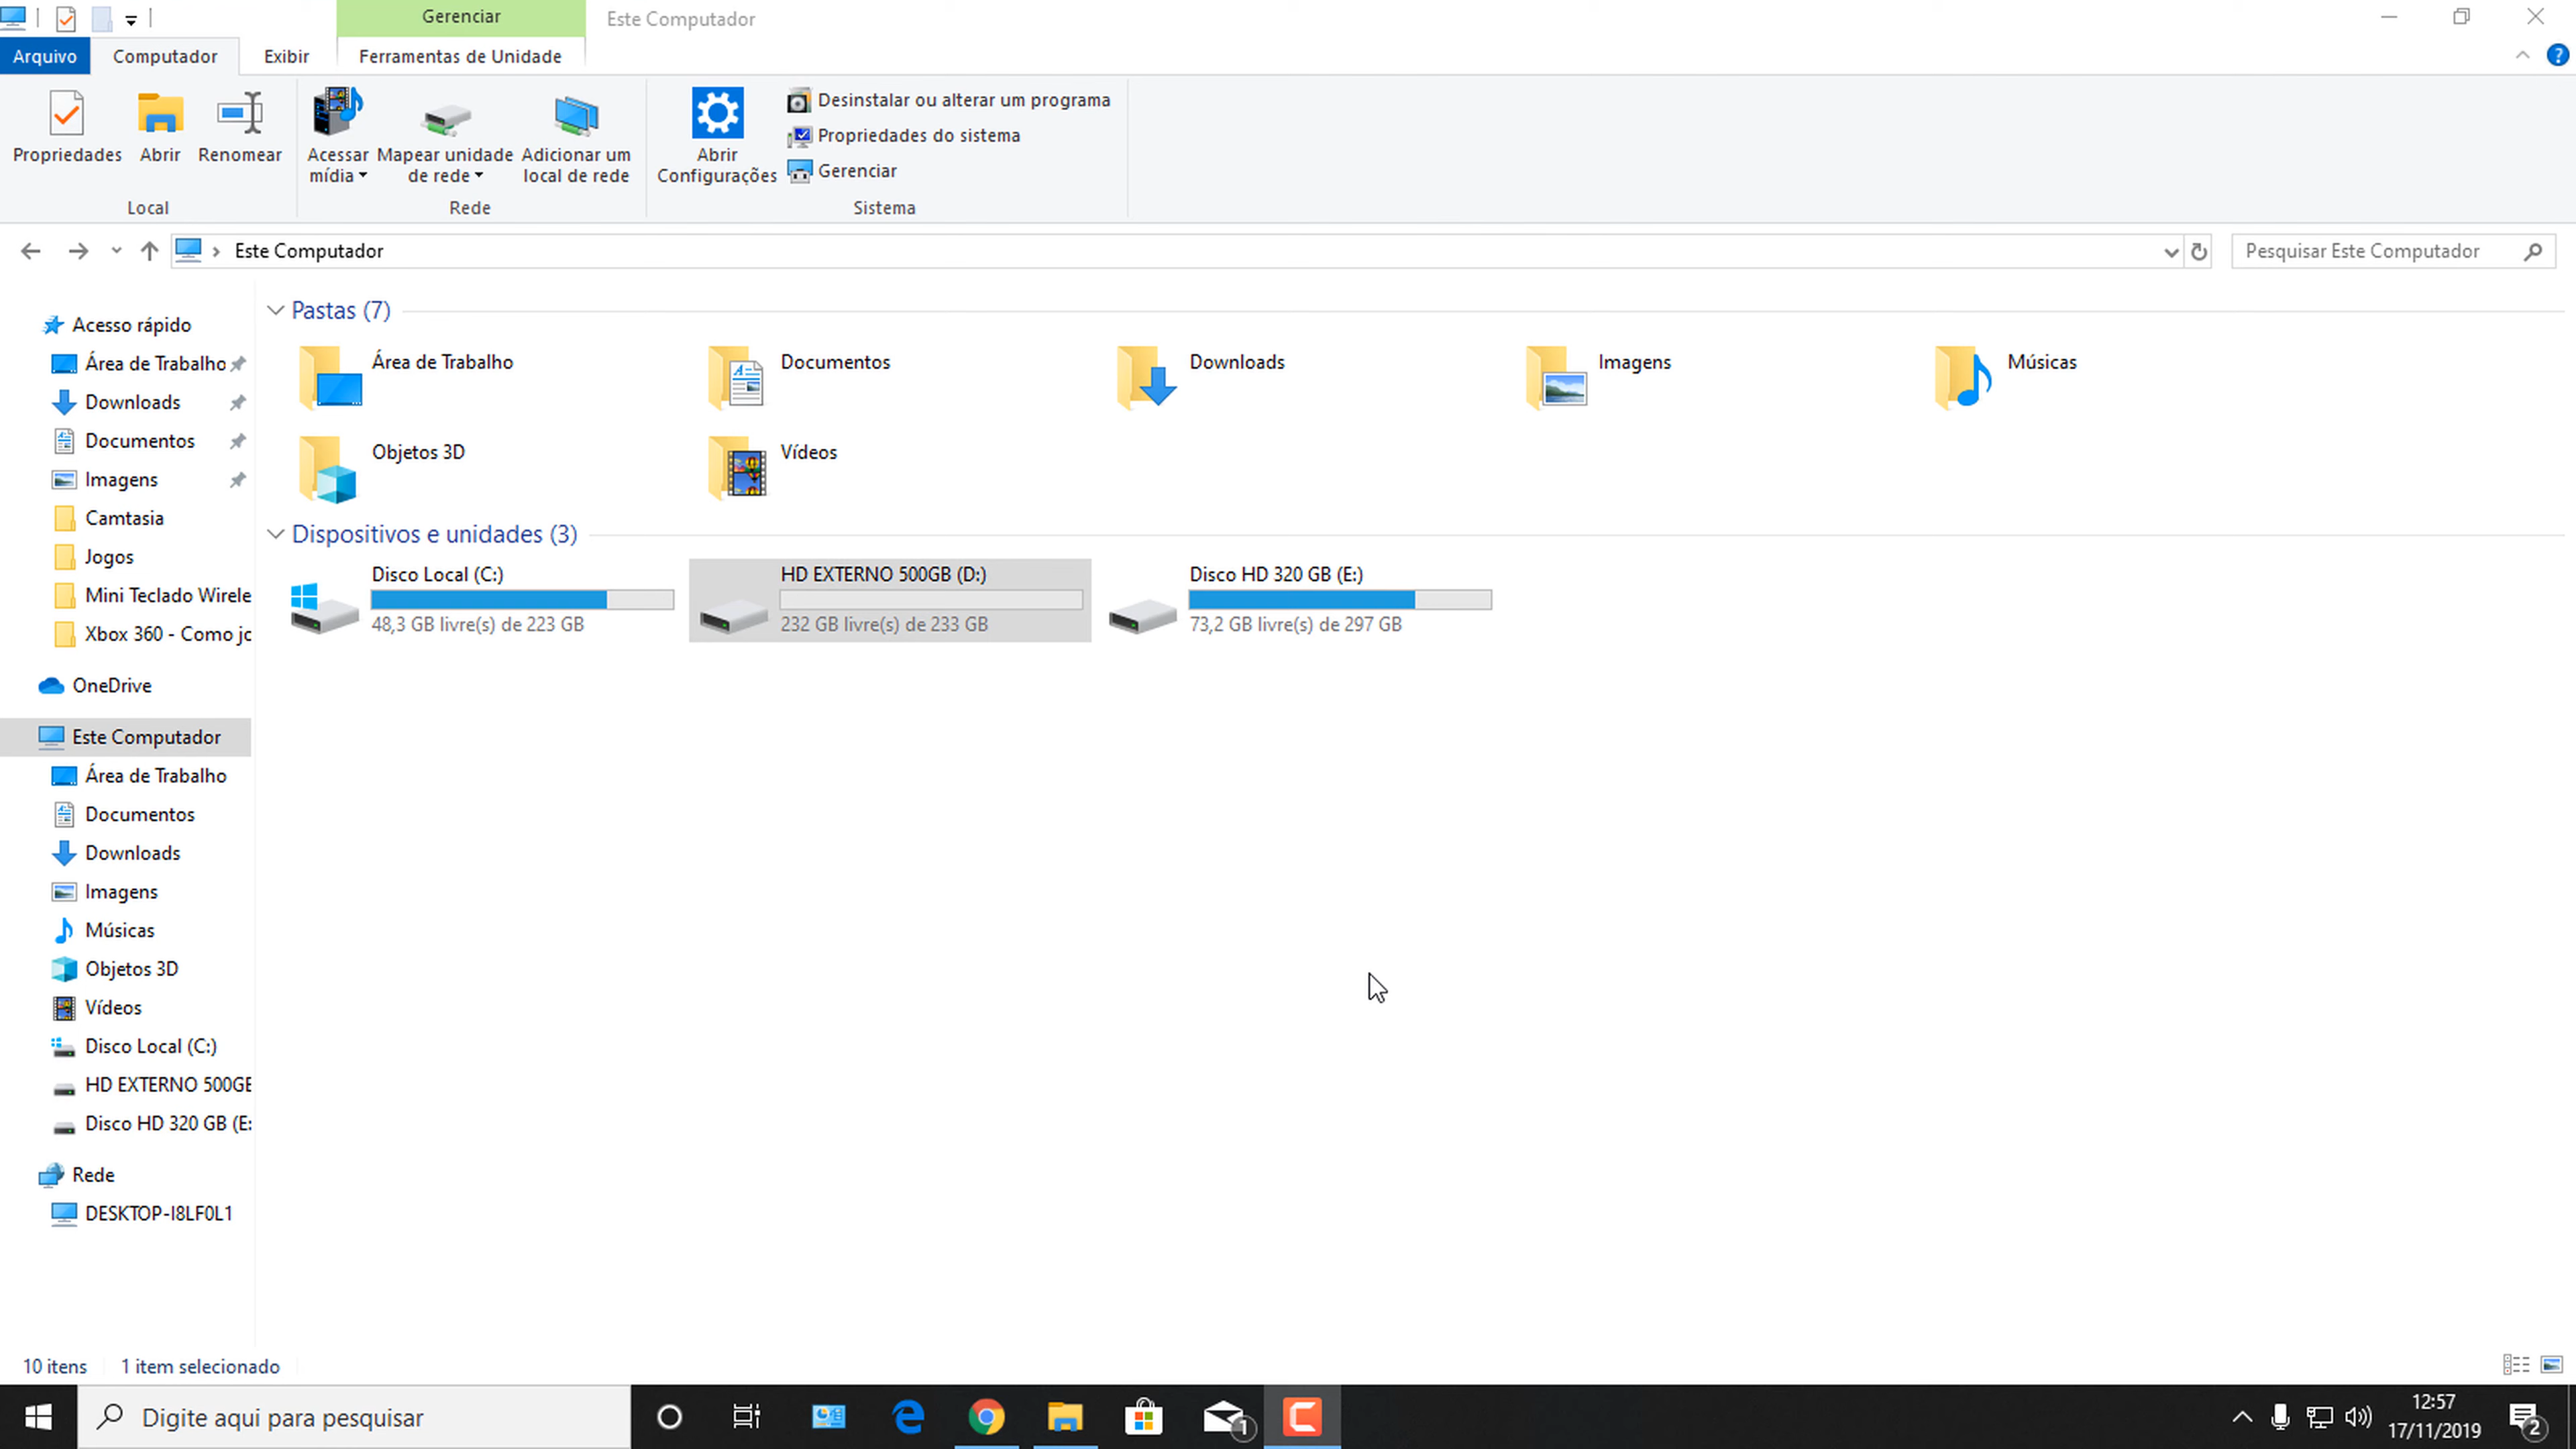 Gerenciar
Este Computador
Arquivo
Computador
Exibir
Ferramentas de Unidade
Propriedades
Abrir
Renomear
Local
Acessar
mídia
Mapear unidade
de rede
Adicionar um
local de rede
Rede
Abrir
Configurações
Desinstalar ou alterar um programa
Propriedades do sistema
Gerenciar
Sistema
Este Computador
Pesquisar Este Computador
Acesso rápido
Área de Trabalho
Downloads
Documentos
Imagens
Camtasia
Jogos
Mini Teclado Wirele
Xbox 360 - Como jc
OneDrive
Este Computador
Área de Trabalho
Documentos
Downloads
Imagens
Músicas
Objetos 3D
Vídeos
Disco Local (C:)
HD EXTERNO 500GB
Disco HD 320 GB (E:
Rede
DESKTOP-I8LF0L1
Pastas (7)
Área de Trabalho
Documentos
Downloads
Imagens
Músicas
Objetos 3D
Vídeos
Dispositivos e unidades (3)
Disco Local (C:)
48,3 GB livre(s) de 223 GB
HD EXTERNO 500GB (D:)
232 GB livre(s) de 233 GB
Disco HD 320 GB (E:)
73,2 GB livre(s) de 297 GB
10 itens
1 item selecionado
Digite aqui para pesquisar
1
12:57
17/11/2019
2